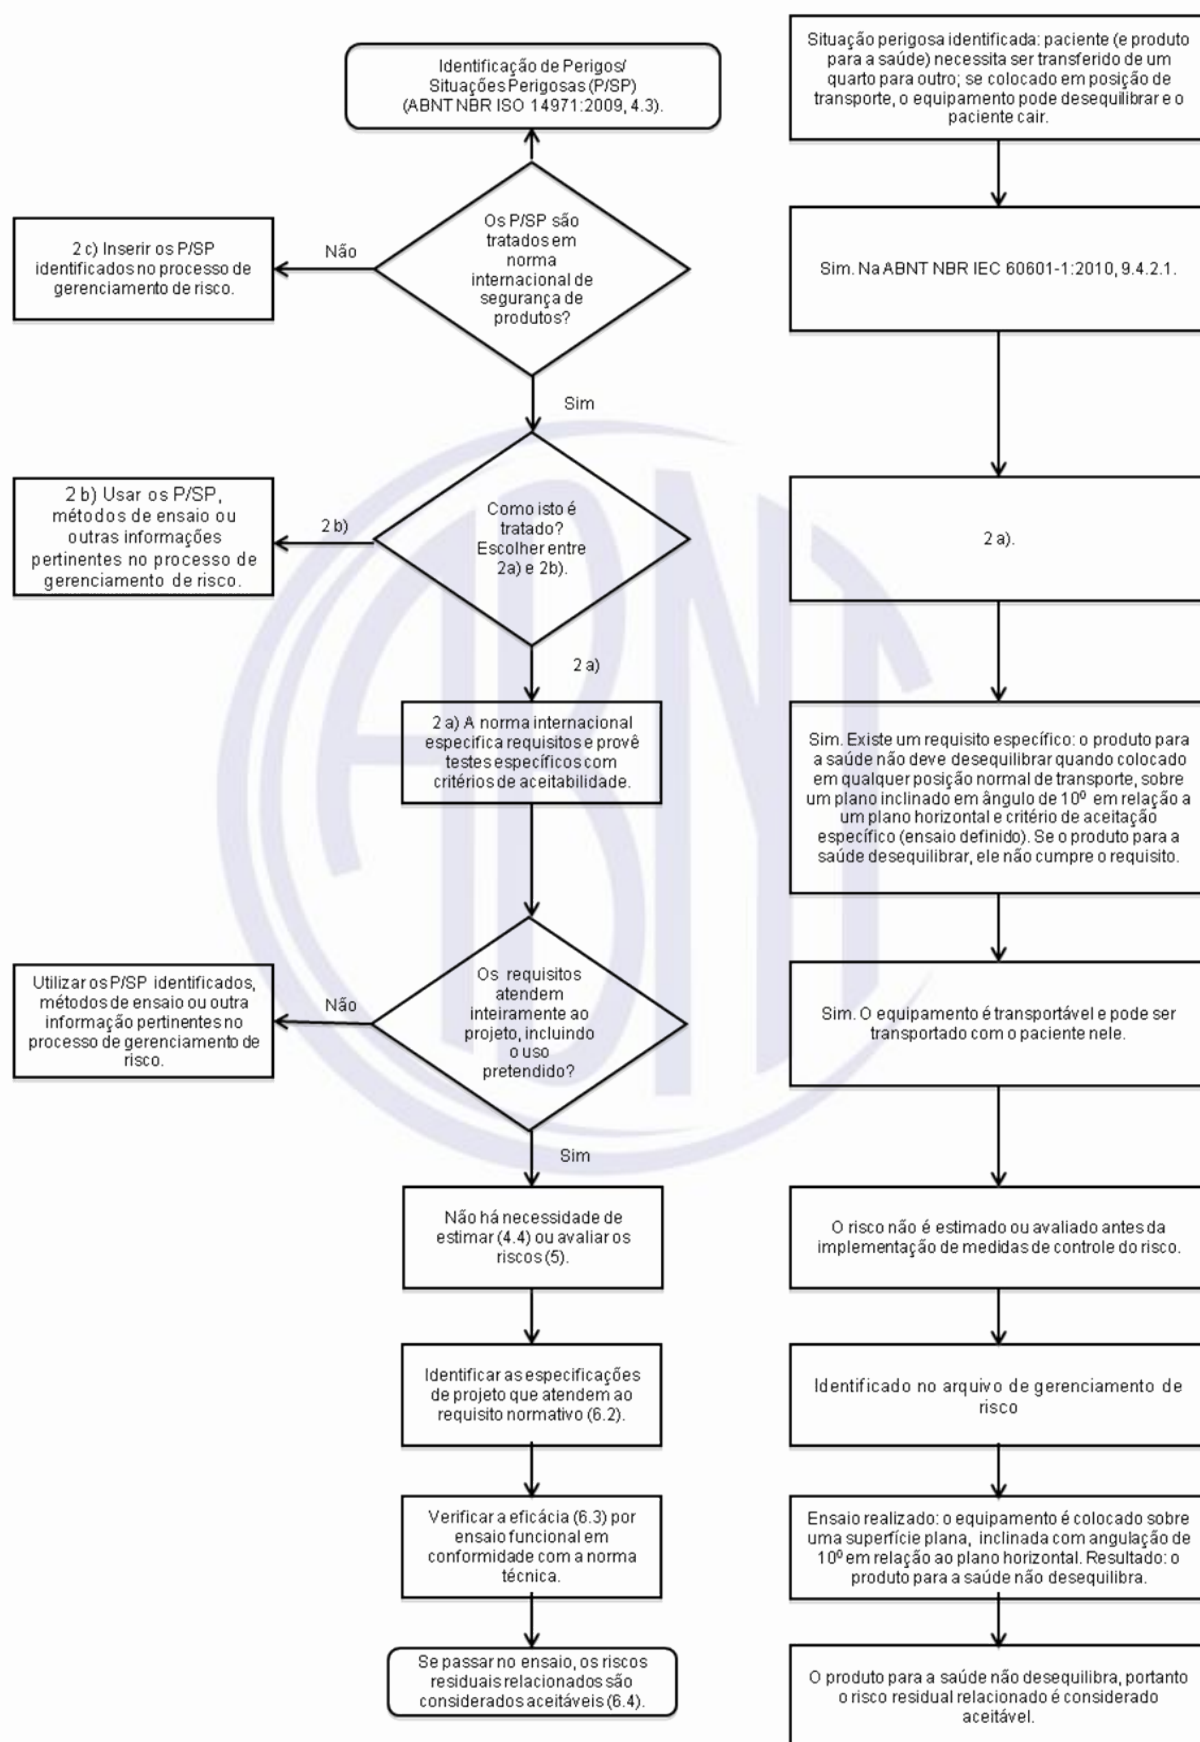 Identificação de Perigos/
Situações Perigosas (P/SP)
(ABNT NBR ISO 14971:2009, 4.3).
Os P/SP são
tratados em
norma
internacional de
segurança de
produtos?
Não
2 c) Inserir os P/SP
identificados no processo de
gerenciamento de risco.
Sim
Como isto é
tratado?
Escolher entre
2a) e 2b).
2 b)
2 b) Usar os P/SP,
métodos de ensaio ou
outras informações
pertinentes no processo de
gerenciamento de risco.
2 a)
2 a) A norma internacional
especifica requisitos e provê
testes específicos com
critérios de aceitabilidade.
Os requisitos
atendem
inteiramente ao
projeto, incluindo
o uso
pretendido?
Não
Utilizar os P/SP identificados,
métodos de ensaio ou outra
informação pertinentes no
processo de gerenciamento de
risco.
Sim
Não há necessidade de
estimar (4.4) ou avaliar os
riscos (5).
Identificar as especificações
de projeto que atendem ao
requisito normativo (6.2).
Verificar a eficácia (6.3) por
ensaio funcional em
conformidade com a norma
técnica.
Se passar no ensaio, os riscos
residuais relacionados são
considerados aceitáveis (6.4).
Situação perigosa identificada: paciente (e produto
para a saúde) necessita ser transferido de um
quarto para outro; se colocado em posição de
transporte, o equipamento pode desequilibrar e o
paciente cair.
Sim. Na ABNT NBR IEC 60601-1:2010, 9.4.2.1.
2 a).
Sim. Existe um requisito específico: o produto para
a saúde não deve desequilibrar quando colocado
em qualquer posição normal de transporte, sobre
um plano inclinado em ângulo de 10º em relação a
um plano horizontal e critério de aceitação
específico (ensaio definido). Se o produto para a
saúde desequilibrar, ele não cumpre o requisito.
Sim. O equipamento é transportável e pode ser
transportado com o paciente nele.
O risco não é estimado ou avaliado antes da
implementação de medidas de controle do risco.
Identificado no arquivo de gerenciamento de
risco
Ensaio realizado: o equipamento é colocado sobre
uma superfície plana, inclinada com angulação de
10º em relação ao plano horizontal. Resultado: o
produto para a saúde não desequilibra.
O produto para a saúde não desequilibra, portanto
o risco residual relacionado é considerado
aceitável.
ABNT